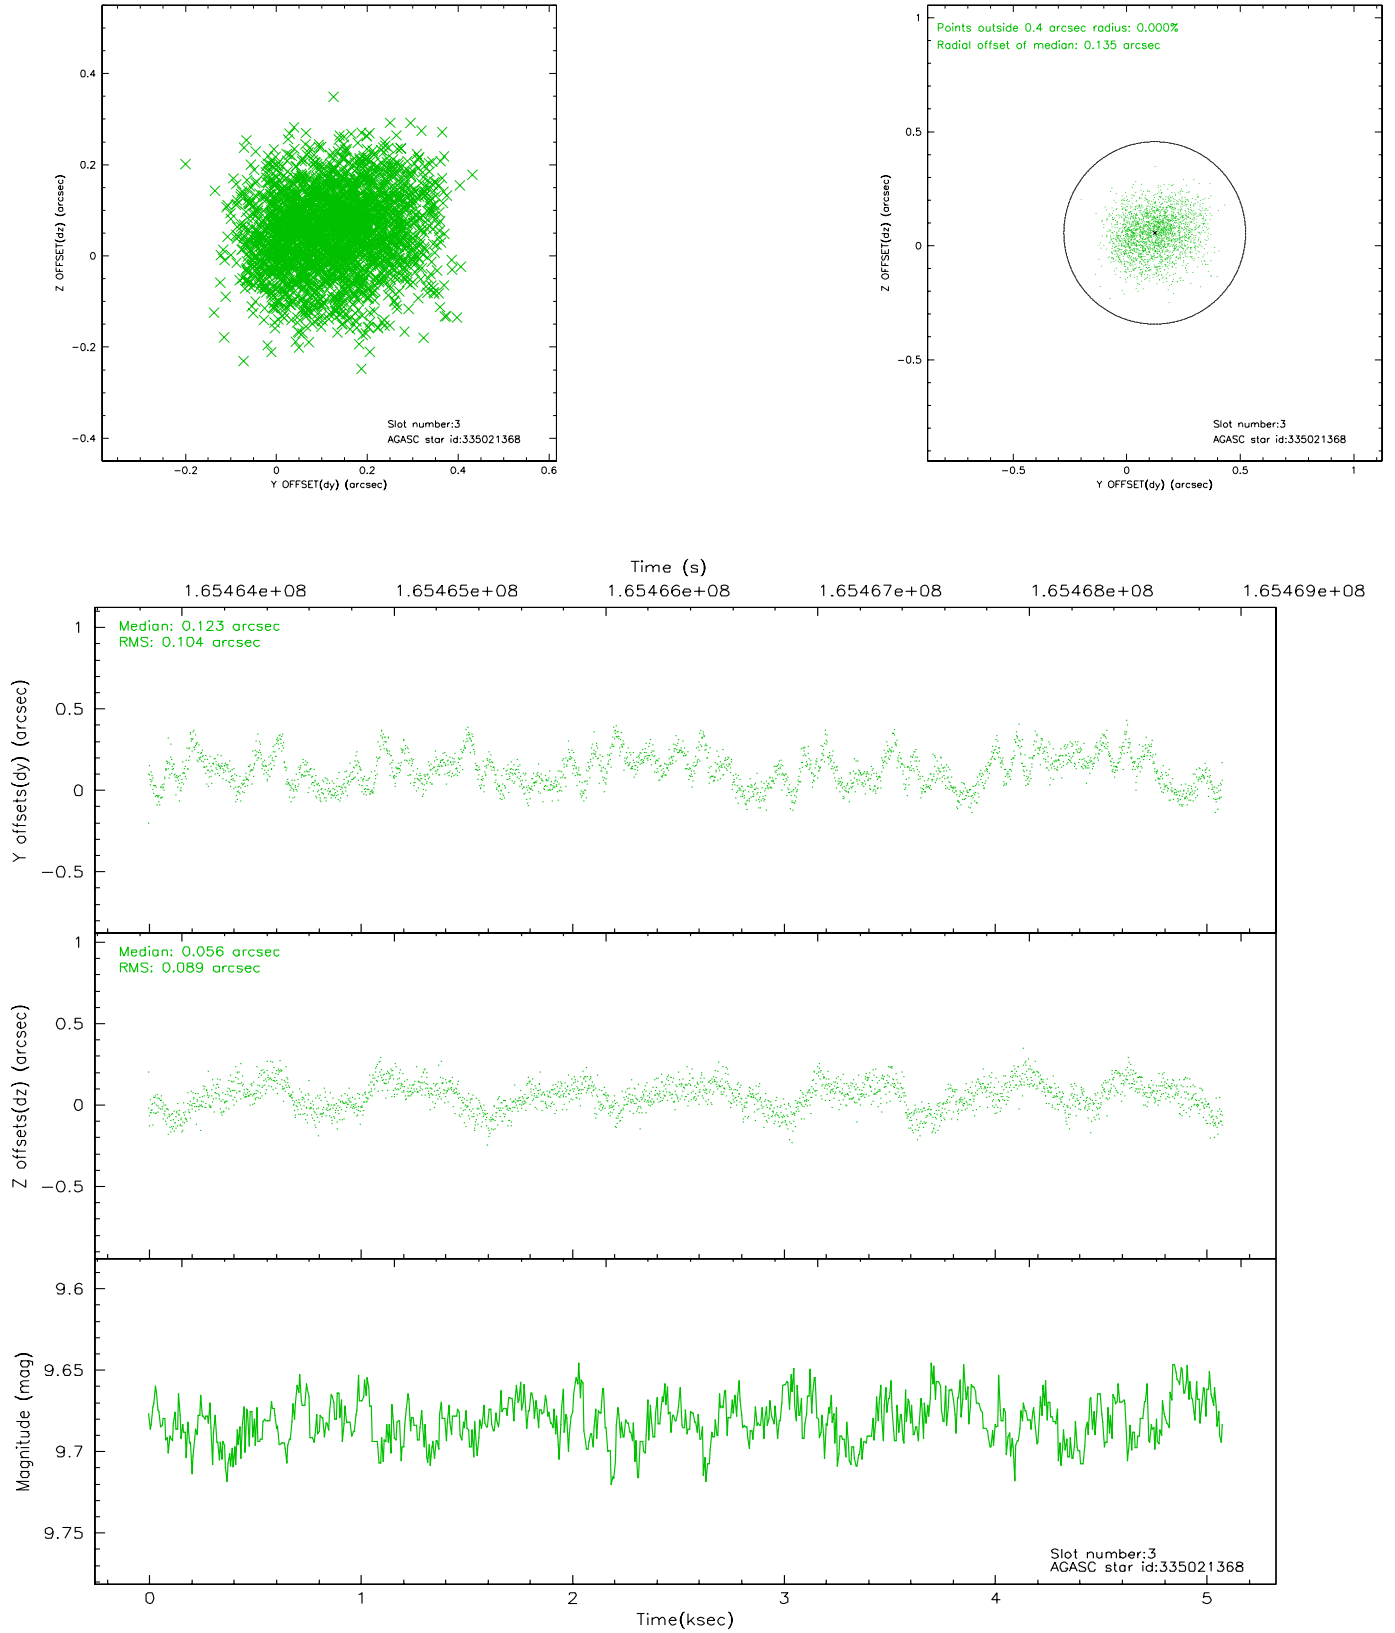 0.4
0.2
0
−0.2
−0.4
Z OFFSET(dz) (arcsec)
Slot number:3
AGASC star id:335021368
−0.2 0 0.2 0.4 0.6
Y OFFSET(dy) (arcsec)
Points outside 0.4 arcsec radius: 0.000%
Radial offset of median: 0.135 arcsec
1
0.5
0
−0.5
Z OFFSET(dz) (arcsec)
Slot number:3
AGASC star id:335021368
−0.5 0 0.5 1
Y OFFSET(dy) (arcsec)
Time (s)
1.65464e+08 1.65465e+08 1.65466e+08 1.65467e+08 1.65468e+08 1.65469e+08
Median: 0.123 arcsec
RMS: 0.104 arcsec
1
0.5
0
−0.5
Y offsets(dy) (arcsec)
Median: 0.056 arcsec
RMS: 0.089 arcsec
1
0.5
0
−0.5
Z offsets(dz) (arcsec)
9.6
9.65
9.7
9.75
Magnitude (mag)
Slot number:3
AGASC star id:335021368
0 1 2 3 4 5
Time(ksec)